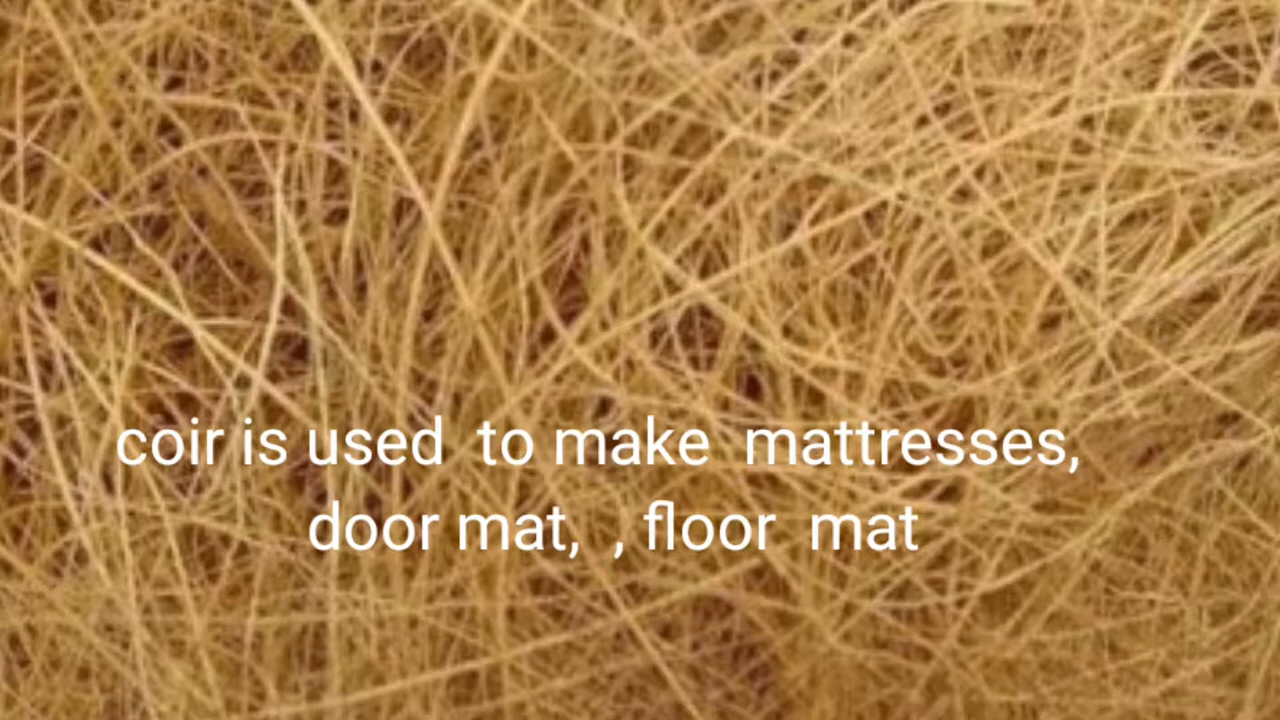 coir is used  to make  mattresses,
door mat,  , floor  mat